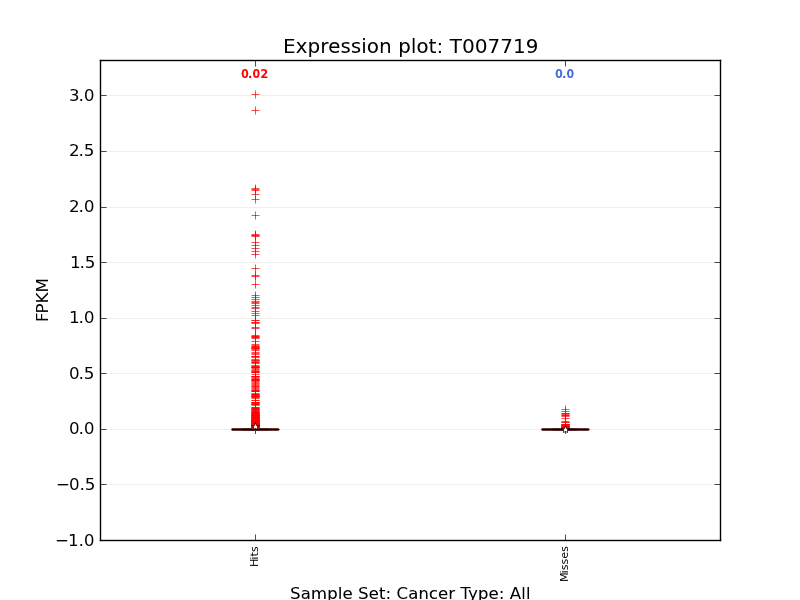 Expression plot: T007719
0.02 0.0
3.0
2.5
2.0
1.5
1.0
0.5
0.0
−0.5
−1.0
FPKM
Hits
Misses
Sample Set: Cancer Type: All